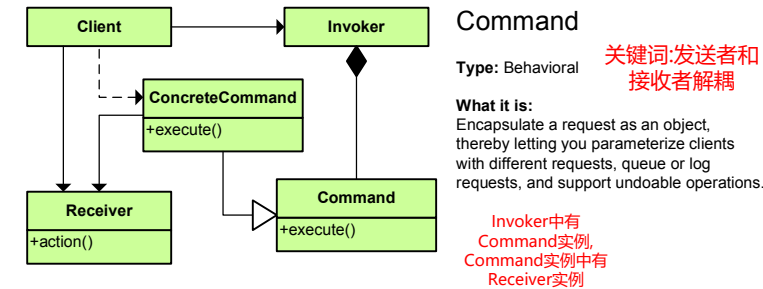 Client
Invoker
ConcreteCommand
+execute()
Receiver
+action()
Command
+execute()
Command
Type: Behavioral
关键词:发送者和
接收者解耦
What it is:
Encapsulate a request as an object,
thereby letting you parameterize clients
with different requests, queue or log
requests, and support undoable operations.
Invoker中有
Command实例,
Command实例中有
Receiver实例